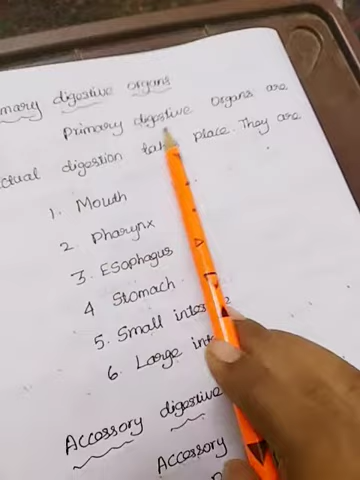 digestive organs
Primary digestive organs are
digestion place. They are
1. Mouth
2. Pharynx
3. Esophagus
4 Stomach
5. Small
6. Large
Accessory digestive
Accessory